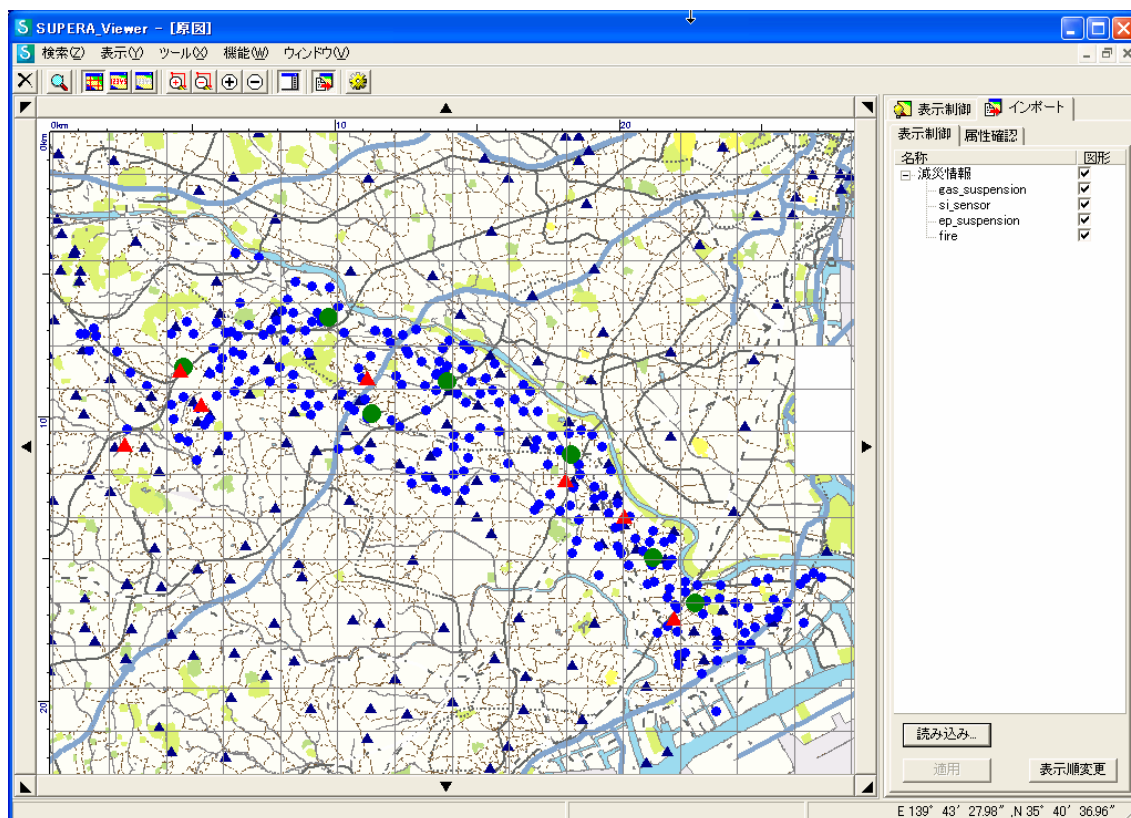 SUPERA_Viewer - [原図]
検索(Z) 表示(Y) ツール(X) 機能(W) ウィンドウ(V)
表示制御 インポート
表示制御 属性確認
名称 図形
減災情報
gas_suspension
si_sensor
ep_suspension
fire
0km 10 20
0km
10
20
読み込み...
適用 表示順変更
E 139° 43′ 27.98″ ,N 35° 40′ 36.96″